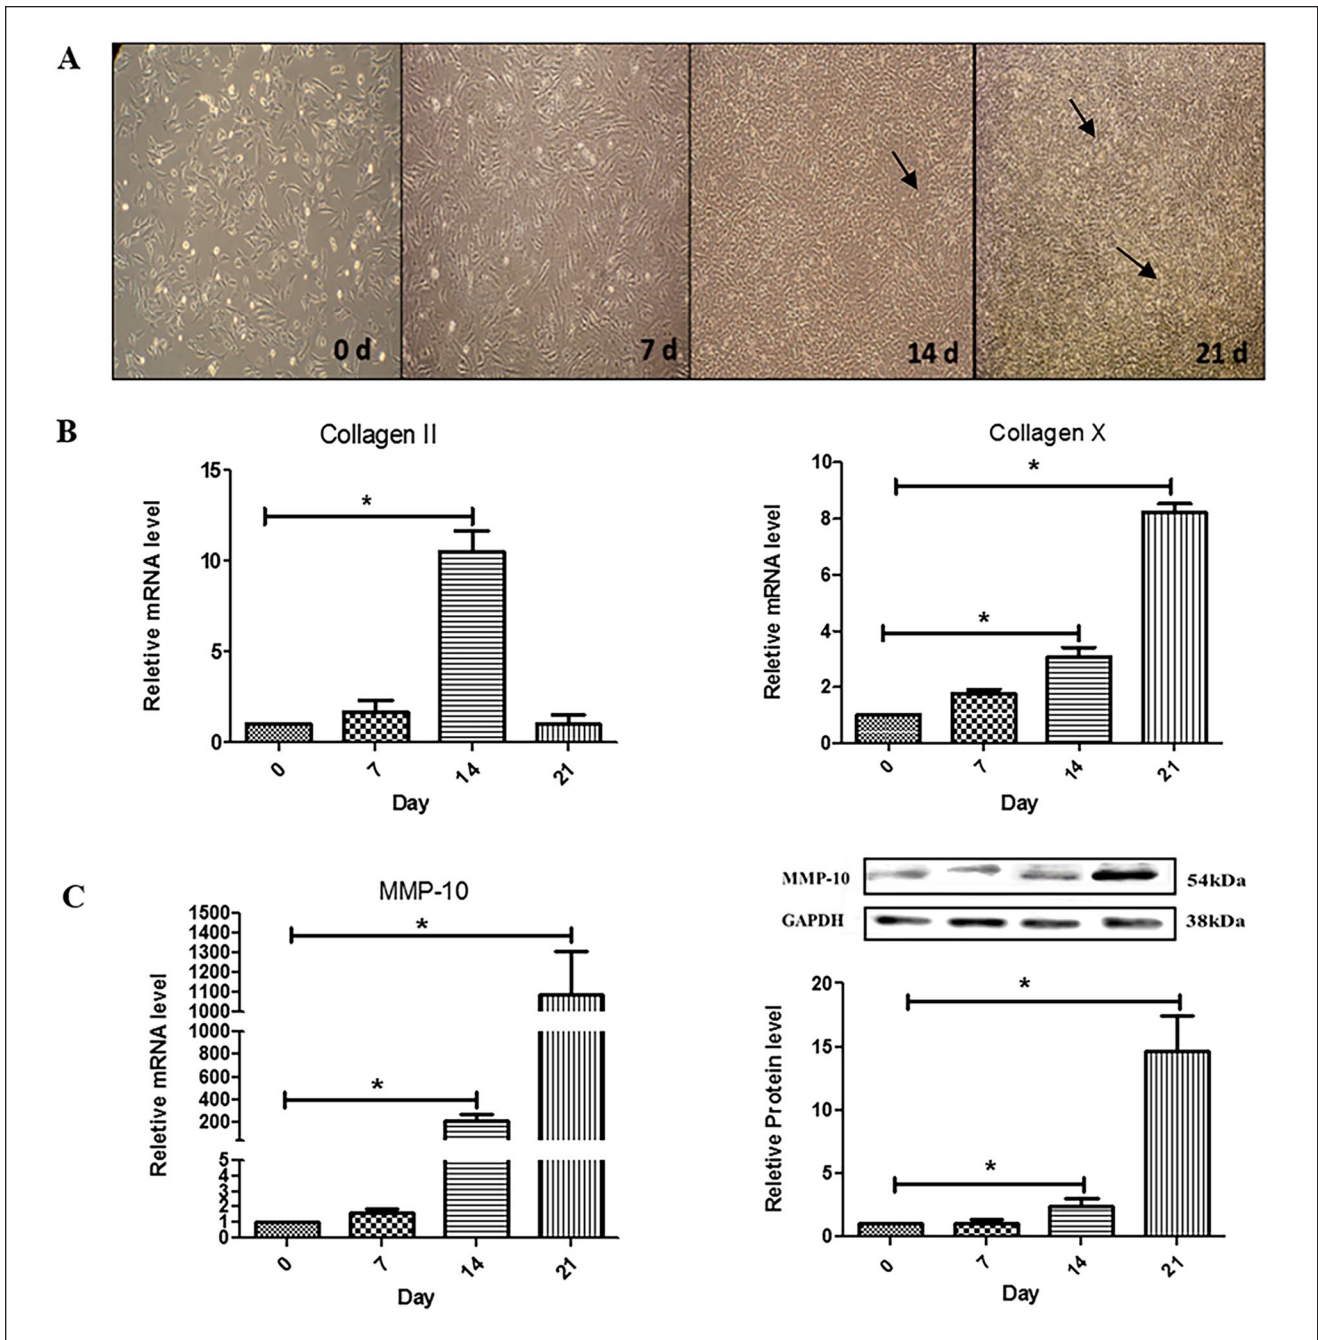 A
0 d 7 d 14 d 21 d
B
Collagen II
Reletive mRNA level
15
10
5
0
*
0 7 14 21
Day
Collagen X
Reletive mRNA level
10
8
6
4
2
0
*
*
0 7 14 21
Day
C
MMP-10
Reletive mRNA level
1500
1400
1300
1200
1100
1000
1000
800
600
400
200
5
4
3
2
1
0
*
*
0 7 14 21
Day
MMP-10 54kDa
GAPDH 38kDa
Reletive Protein level
20
15
10
5
0
*
*
0 7 14 21
Day